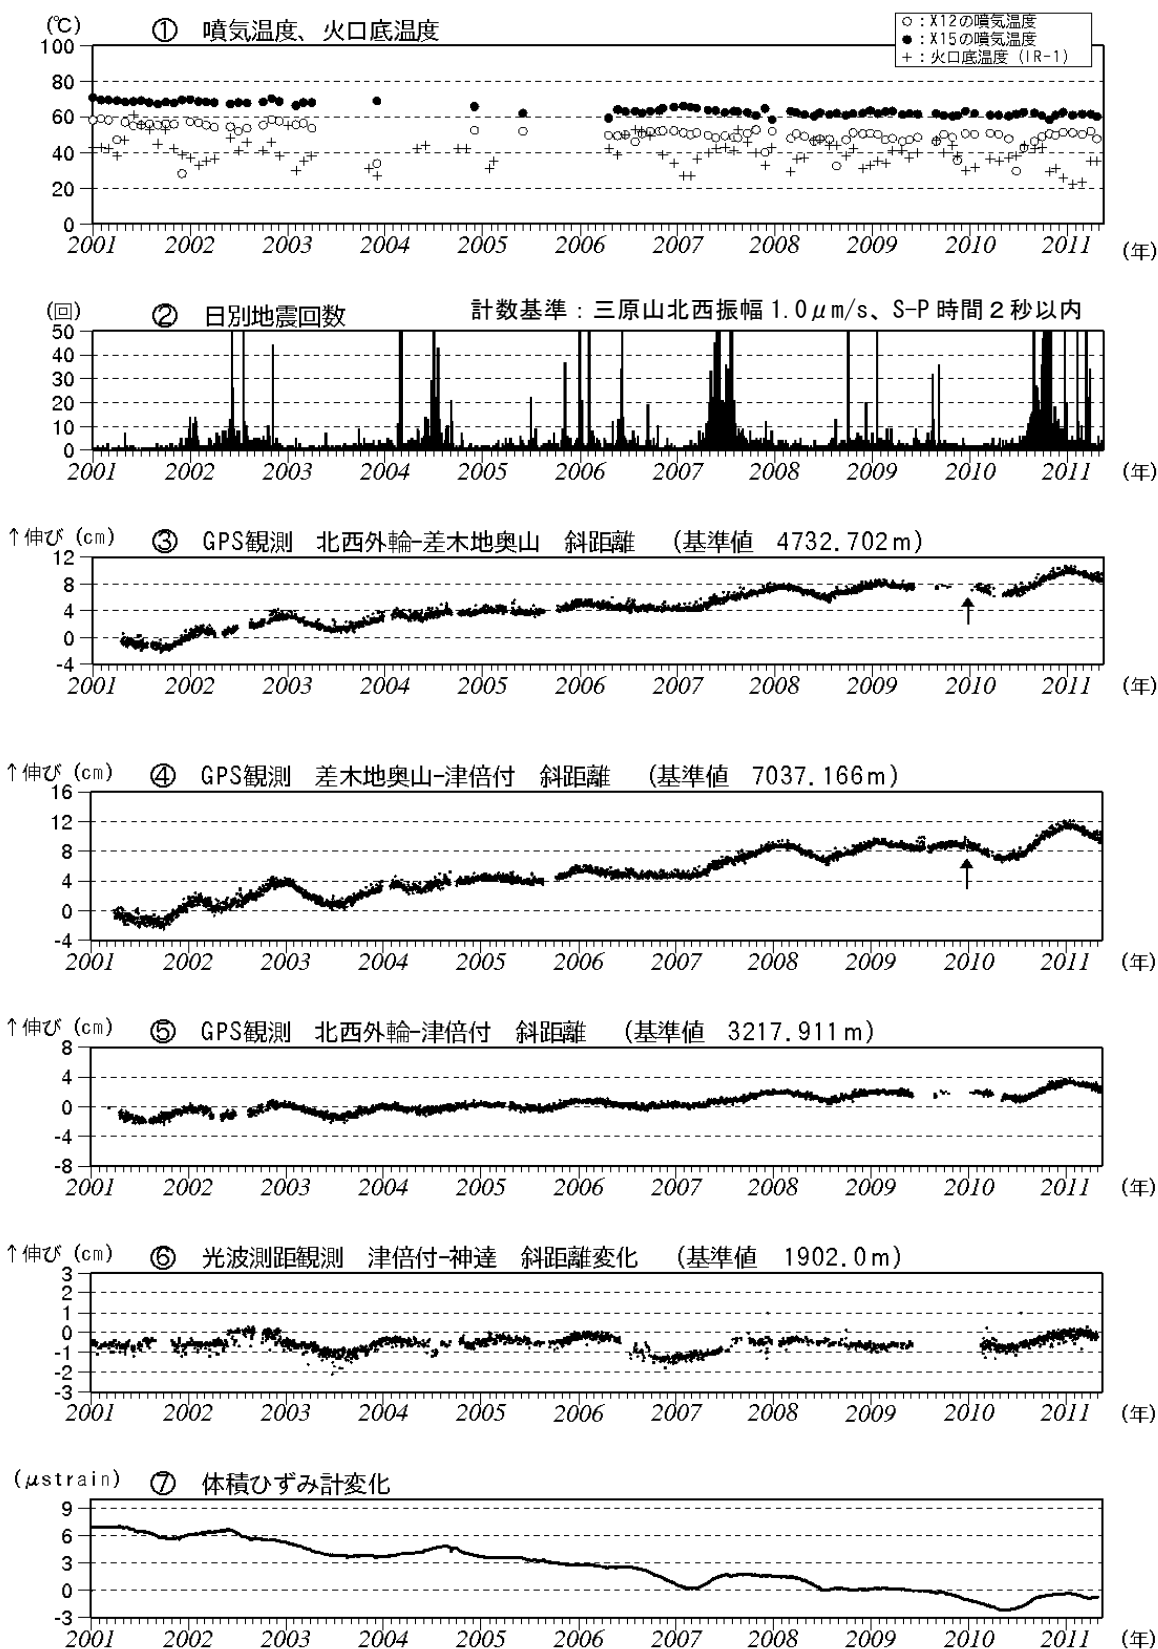 (℃) ① 噴気温度、火口底温度
○：X12の噴気温度
●：X15の噴気温度
+：火口底温度 (IR-1)
100
80
60
40
20
0
2001 2002 2003 2004 2005 2006 2007 2008 2009 2010 2011 (年)
(回) ② 日別地震回数 計数基準：三原山北西振幅 1.0μm/s、S-P 時間 2 秒以内
50
40
30
20
10
0
2001 2002 2003 2004 2005 2006 2007 2008 2009 2010 2011 (年)
↑伸び (cm) ③ GPS観測 北西外輪-差木地奥山 斜距離 (基準値 4732.702m)
12
8
4
0
-4
2001 2002 2003 2004 2005 2006 2007 2008 2009 2010 2011 (年)
↑伸び (cm) ④ GPS観測 差木地奥山-津倍付 斜距離 (基準値 7037.166m)
16
12
8
4
0
-4
2001 2002 2003 2004 2005 2006 2007 2008 2009 2010 2011 (年)
↑伸び (cm) ⑤ GPS観測 北西外輪-津倍付 斜距離 (基準値 3217.911m)
8
4
0
-4
-8
2001 2002 2003 2004 2005 2006 2007 2008 2009 2010 2011 (年)
↑伸び (cm) ⑥ 光波測距観測 津倍付-神達 斜距離変化 (基準値 1902.0m)
3
2
1
0
-1
-2
-3
2001 2002 2003 2004 2005 2006 2007 2008 2009 2010 2011 (年)
(μstrain) ⑦ 体積ひずみ計変化
9
6
3
0
-3
2001 2002 2003 2004 2005 2006 2007 2008 2009 2010 2011 (年)